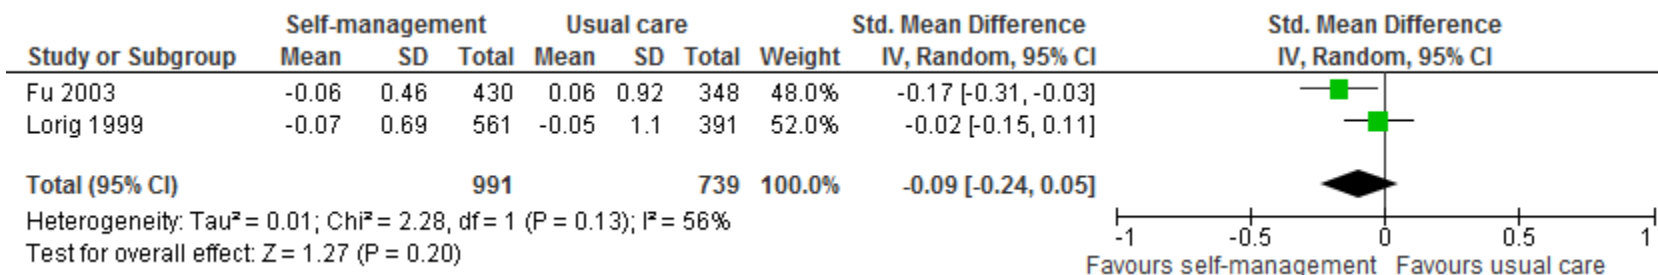 Self-management Usual care Std. Mean Difference Std. Mean Difference
Study or Subgroup Mean SD Total Mean SD Total Weight IV, Random, 95% CI IV, Random, 95% CI
Fu 2003 -0.06 0.46 430 0.06 0.92 348 48.0% -0.17 [-0.31, -0.03]
Lorig 1999 -0.07 0.69 561 -0.05 1.1 391 52.0% -0.02 [-0.15, 0.11]
Total (95% CI) 991 739 100.0% -0.09 [-0.24, 0.05]
Heterogeneity: Tau² = 0.01; Chi² = 2.28, df = 1 (P = 0.13); I² = 56%
Test for overall effect: Z = 1.27 (P = 0.20)
-1 -0.5 0 0.5 1
Favours self-management Favours usual care